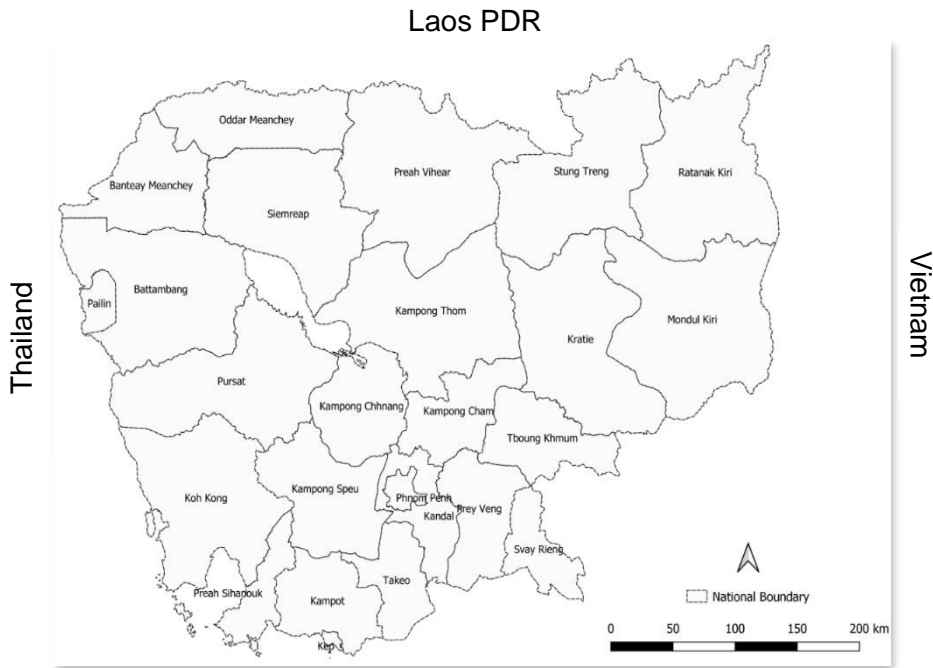 Laos PDR
Oddar Meanchey
Preah Vihear
Stung Treng
Ratanak Kiri
Banteay Meanchey
Siemreap
Thailand
Vietnam
Battambang
Pailin
Kampong Thom
Mondul Kiri
Kratie
Pursat
Kampong Chhnang
Kampong Cham
Tboung Khmum
Koh Kong
Kampong Speu
Phnom Penh
Prey Veng
Kandal
Svay Rieng
Takeo
Preah Sihanouk
Kampot
Kep
National Boundary
0 50 100 150 200 km